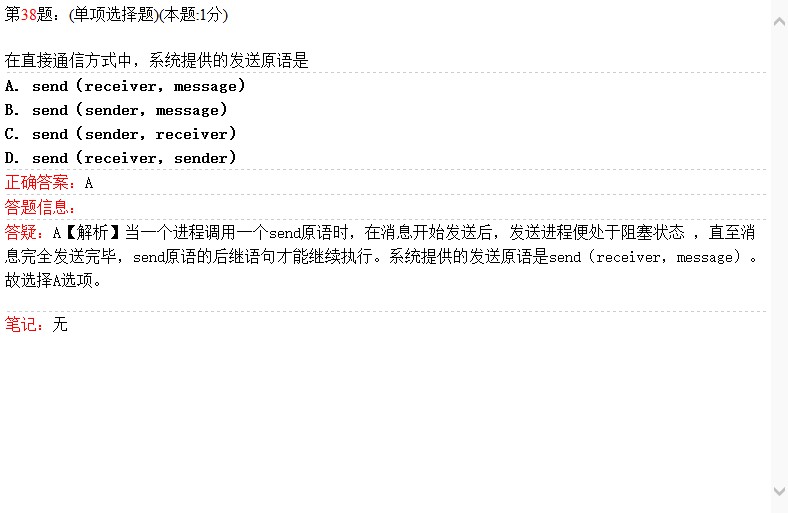 第38题：(单项选择题)(本题:1分)
在直接通信方式中，系统提供的发送原语是
A. send（receiver，message）
B. send（sender，message）
C. send（sender，receiver）
D. send（receiver，sender）
正确答案：A
答题信息：
答疑：A【解析】当一个进程调用一个send原语时，在消息开始发送后，发送进程便处于阻塞状态 ，直至消
息完全发送完毕，send原语的后继语句才能继续执行。系统提供的发送原语是send（receiver，message）。
故选择A选项。
笔记：无